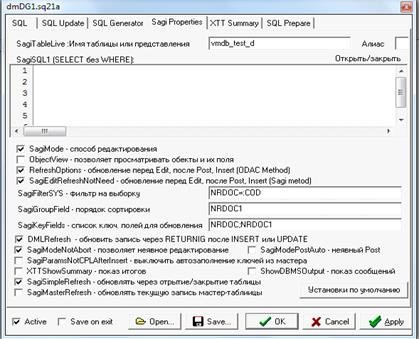 dmDG1.sq21a
SQL SQL Update SQL Generator Sagi Properties XTT Summary SQL Prepare
SagiTableLive :Имя таблицы или представления vmdb_test_d Алиас
SagiSQL1 (SELECT без WHERE): Открыть/закрыть
1
2
3
4
5
SagiMode - способ редактирования
ObjectView - позволяет просматривать обекты и их поля
RefreshOptions - обновление перед Edit, после Post, Insert (ODAC Method)
SagiEditRefreshNotNeed - обновление перед Edit, после Post, Insert (Sagi metod)
SagiFilterSYS - фильтр на выборку NRDOC=:COD
SagiGroupField - порядок сортировки NRDOC1
SagiKeyFields - список ключ. полей для обновления NRDOC;NRDOC1
DMLRefresh - обновить запись через RETURNIG после INSERT или UPDATE
SagiModeNotAbort - позволяет неявное редактирование SagiModePostAuto - неявный Post
SagiParamsNotCPLAfterInsert - выключить автозаполнение ключей из мастера
XTTShowSummary - показ итогов ShowDBMSOutput - показ сообщений
SagiSimpleRefresh - обновлять через отрытие/закрытие таблицы
SagiMasterRefresh - обновлять текущую запись мастер-таблицы Установки по умолчанию
Active Save on exit Open... Save... OK Cancel Apply